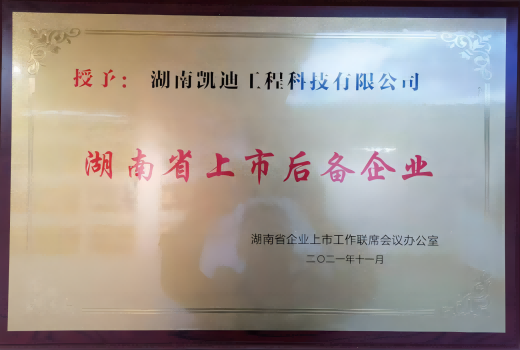 授予：湖南凯迪工程科技有限公司
湖南省上市后备企业
湖南省企业上市工作联席会议办公室
二〇二一年十一月